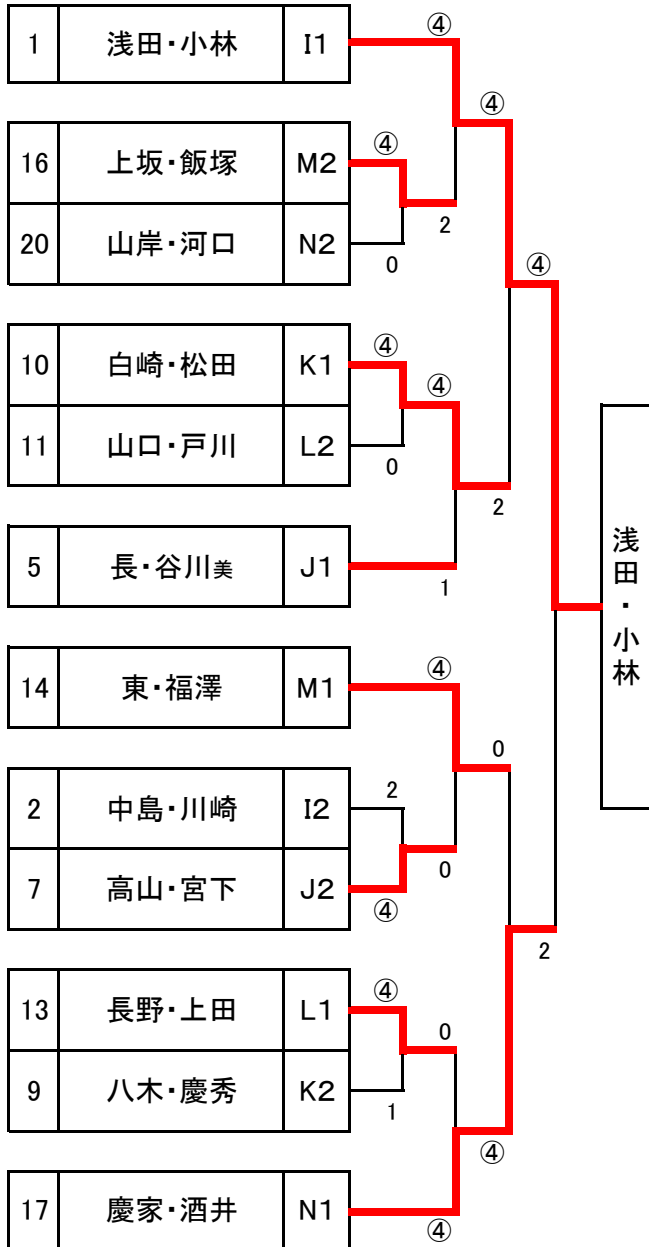 1 浅田・小林 I1
④
④
16 上坂・飯塚 M2
④
2
20 山岸・河口 N2
0
④
10 白崎・松田 K1
④
④
11 山口・戸川 L2
0
2
5 長・谷川美 J1
1
浅田・小林
14 東・福澤 M1
④
0
2 中島・川崎 I2
2
7 高山・宮下 J2
0
④
2
13 長野・上田 L1
④
0
9 八木・慶秀 K2
1
④
17 慶家・酒井 N1
④